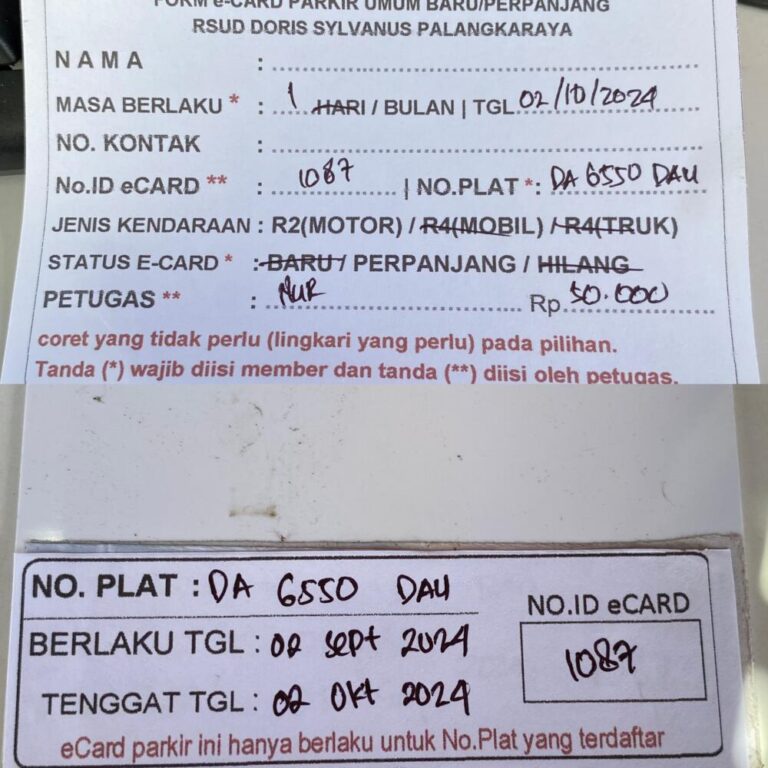 FORM e-CARD PARKIR UMUM BARU/PERPANJANG
RSUD DORIS SYLVANUS PALANGKARAYA
NAMA : ........................................
MASA BERLAKU * : 1 HARI / BULAN | TGL 02/10/2024
NO. KONTAK : ........................................
No.ID eCARD ** : 1087 | NO.PLAT *: DA 6550 DAU
JENIS KENDARAAN : R2(MOTOR) / R4(MOBIL) / R4(TRUK)
STATUS E-CARD * : BARU / PERPANJANG / HILANG
PETUGAS ** : NUR Rp 50.000
coret yang tidak perlu (lingkari yang perlu) pada pilihan.
Tanda (*) wajib diisi member dan tanda (**) diisi oleh petugas.
NO. PLAT : DA 6550 DAU
NO.ID eCARD
BERLAKU TGL : 02 sept 2024
1087
TENGGAT TGL : 02 Okt 2024
eCard parkir ini hanya berlaku untuk No.Plat yang terdaftar